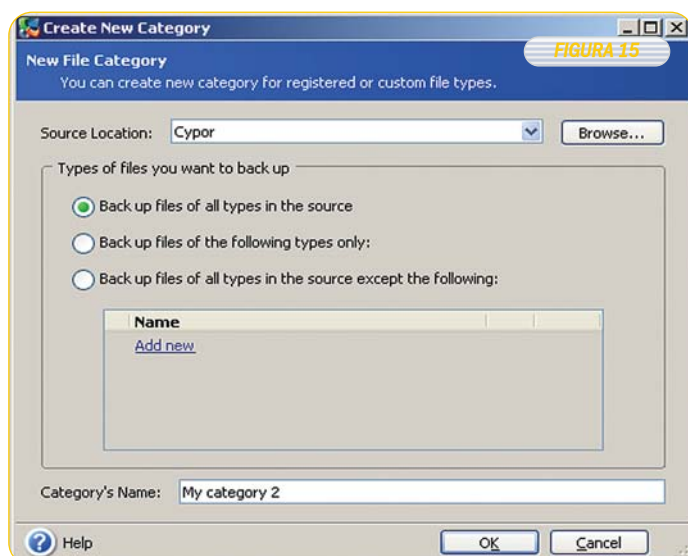 Create New Category
FIGURA 15
New File Category
You can create new category for registered or custom file types.
Source Location: Cypor Browse...
Types of files you want to back up
Back up files of all types in the source
Back up files of the following types only:
Back up files of all types in the source except the following:
Name
Add new
Category's Name: My category 2
Help OK Cancel